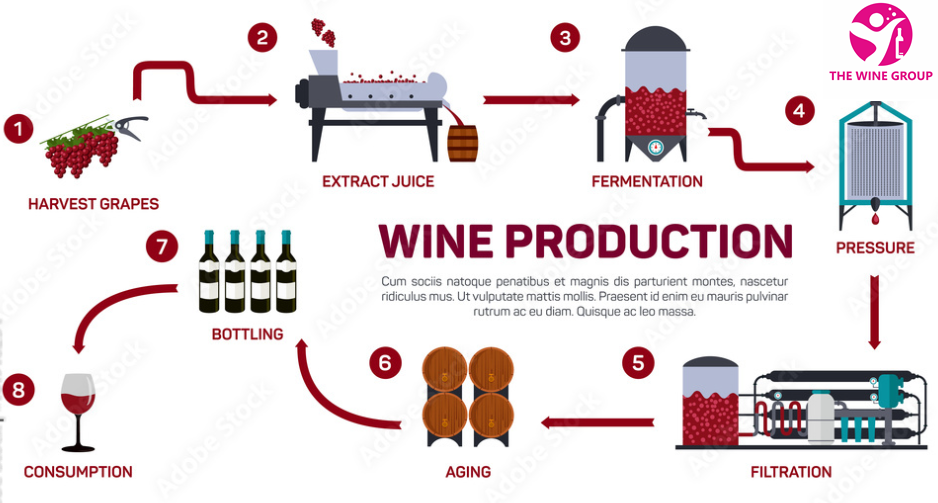 THE WINE GROUP
1
HARVEST GRAPES
2
EXTRACT JUICE
3
FERMENTATION
4
PRESSURE
WINE PRODUCTION
Cum sociis natoque penatibus et magnis dis parturient montes, nascetur
ridiculus mus. Ut vulputate mattis mollis. Praesent id enim eu mauris pulvinar
rutrum ac eu diam. Quisque ac leo massa.
5
FILTRATION
6
AGING
7
BOTTLING
8
CONSUMPTION
Adobe Stock